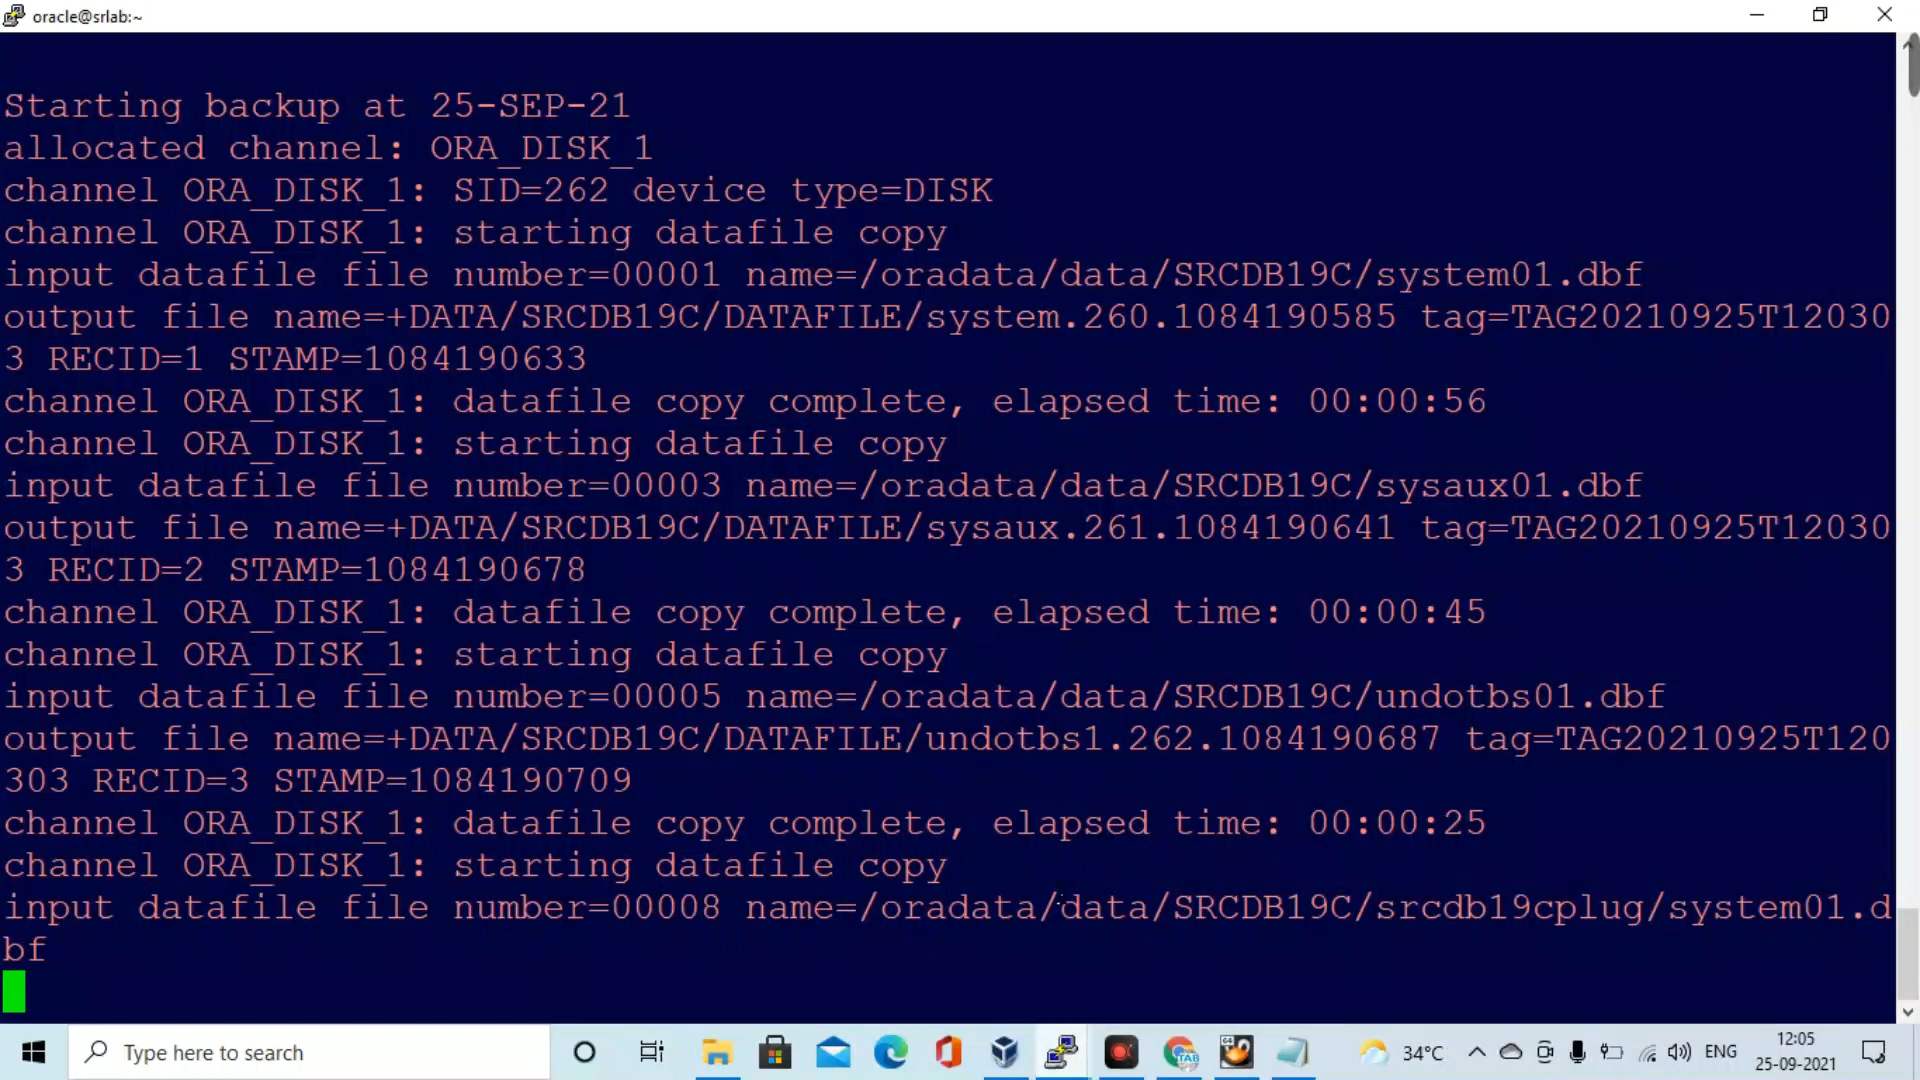 oracle@srlab:~
Starting backup at 25-SEP-21
allocated channel: ORA_DISK_1
channel ORA_DISK_1: SID=262 device type=DISK
channel ORA_DISK_1: starting datafile copy
input datafile file number=00001 name=/oradata/data/SRCDB19C/system01.dbf
output file name=+DATA/SRCDB19C/DATAFILE/system.260.1084190585 tag=TAG20210925T12030
3 RECID=1 STAMP=1084190633
channel ORA_DISK_1: datafile copy complete, elapsed time: 00:00:56
channel ORA_DISK_1: starting datafile copy
input datafile file number=00003 name=/oradata/data/SRCDB19C/sysaux01.dbf
output file name=+DATA/SRCDB19C/DATAFILE/sysaux.261.1084190641 tag=TAG20210925T12030
3 RECID=2 STAMP=1084190678
channel ORA_DISK_1: datafile copy complete, elapsed time: 00:00:45
channel ORA_DISK_1: starting datafile copy
input datafile file number=00005 name=/oradata/data/SRCDB19C/undotbs01.dbf
output file name=+DATA/SRCDB19C/DATAFILE/undotbs1.262.1084190687 tag=TAG20210925T120
303 RECID=3 STAMP=1084190709
channel ORA_DISK_1: datafile copy complete, elapsed time: 00:00:25
channel ORA_DISK_1: starting datafile copy
input datafile file number=00008 name=/oradata/data/SRCDB19C/srcdb19cplug/system01.d
bf
Type here to search
TAB
64
34°C
ENG
12:05
25-09-2021